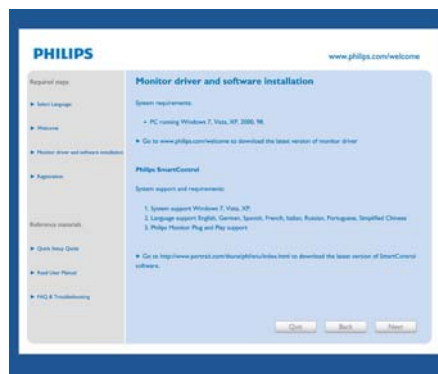 PHILIPS
www.philips.com/welcome
Required steps
Select Language
Welcome
Monitor driver and software installation
Registration
Reference materials
Quick Setup Guide
Read User Manual
FAQ & Troubleshooting
Monitor driver and software installation
System requirements:
• PC running Windows 7, Vista, XP, 2000, 98.
Go to www.philips.com/welcome to download the latest version of monitor driver
Philips SmartControl
System support and requirements:
1. System support Windows 7, Vista, XP.
2. Language support English, German, Spanish, French, Italian, Russian, Portuguese, Simplified Chinese
3. Philips Monitor Plug and Play support
Go to to download the latest version of SmartControl
software.
Quit
Back
Next